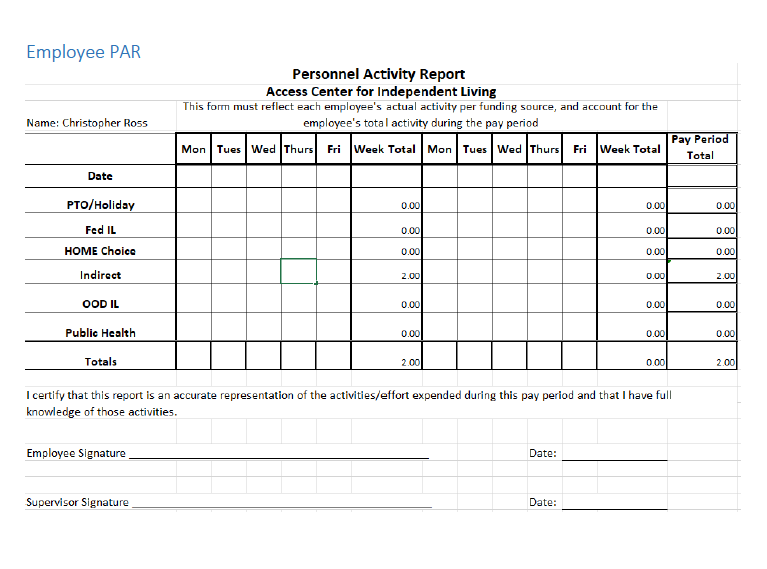 Employee PAR
Personnel Activity Report
Access Center for Independent Living
This form must reflect each employee's actual activity per funding source, and account for the
Name: Christopher Ross employee's total activity during the pay period
Mon Tues Wed Thurs Fri Week Total Mon Tues Wed Thurs Fri Week Total Pay Period Total
Date
PTO/Holiday 0.00 0.00 0.00
Fed IL 0.00 0.00 0.00
HOME Choice 0.00 0.00 0.00
Indirect 2.00 0.00 2.00
OOD IL 0.00 0.00 0.00
Public Health 0.00 0.00 0.00
Totals 2.00 0.00 2.00
I certify that this report is an accurate representation of the activities/effort expended during this pay period and that I have full
knowledge of those activities.
Employee Signature Date:
Supervisor Signature Date: